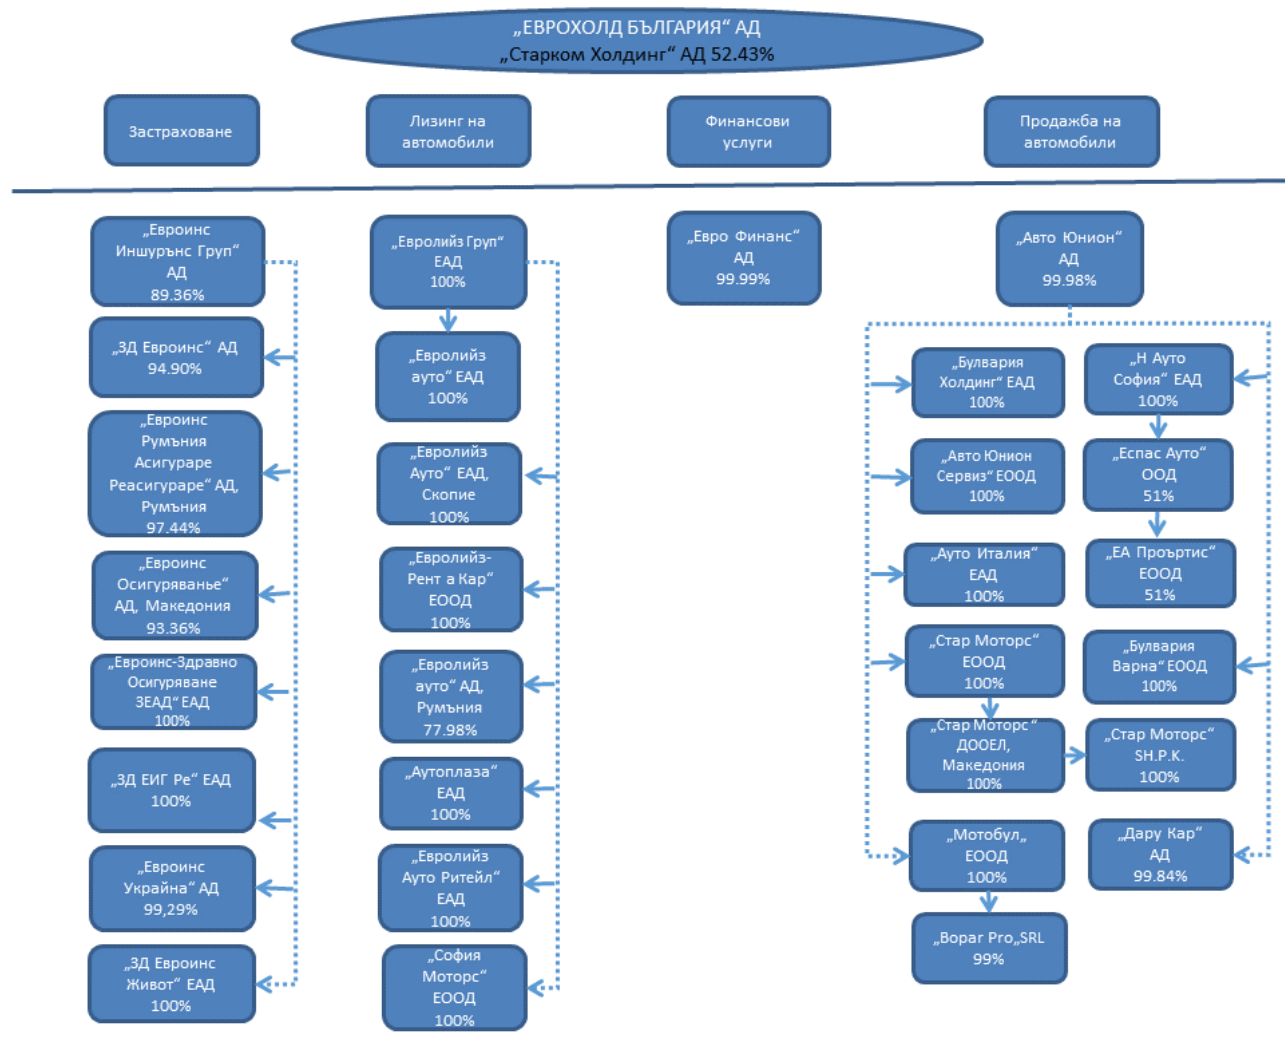 „ЕВРОХОЛД БЪЛГАРИЯ“ АД
„Старком Холдинг“ АД 52.43%
Застраховане
Лизинг на
автомобили
Финансови
услуги
Продажба на
автомобили
„Евроинс
Иншурънс Груп“
АД
89.36%
„ЗД Евроинс“ АД
94.90%
„Евроинс
Румъния
Асигураре
Реасигураре“ АД,
Румъния
97.44%
„Евроинс
Осигуряванье“
АД, Македония
93.36%
„Евроинс-Здравно
Осигуряване
ЗЕАД“ ЕАД
100%
„ЗД ЕИГ Ре“ ЕАД
100%
„Евроинс
Украйна“ АД
99,29%
„ЗД Евроинс
Живот“ ЕАД
100%
„Евролийз Груп“
ЕАД
100%
„Евролийз
ауто“ ЕАД
100%
„Евролийз
Ауто“ ЕАД,
Скопие
100%
„Евролийз-
Рент а Кар“
ЕООД
100%
„Евролийз
ауто“ АД,
Румъния
77.98%
„Аутоплаза“
ЕАД
100%
„Евролийз
Ауто Ритейл“
ЕАД
100%
„София
Моторс“
ЕООД
100%
„Евро Финанс“
АД
99.99%
„Авто Юнион“
АД
99.98%
„Булвария
Холдинг“ ЕАД
100%
„Авто Юнион
Сервиз“ ЕООД
100%
„Ауто Италия“
ЕАД
100%
„Стар Моторс“
ЕООД
100%
„Стар Моторс“
ДООЕЛ,
Македония
100%
„Мотобул„
ЕООД
100%
„Bopar Pro„SRL
99%
„Н Ауто
София“ ЕАД
100%
„Еспас Ауто“
ООД
51%
„ЕА Пропъртис“
ЕООД
51%
„Булвария
Варна“ ЕООД
100%
„Стар Моторс“
SH.P.K.
100%
„Дару Кар“
АД
99.84%